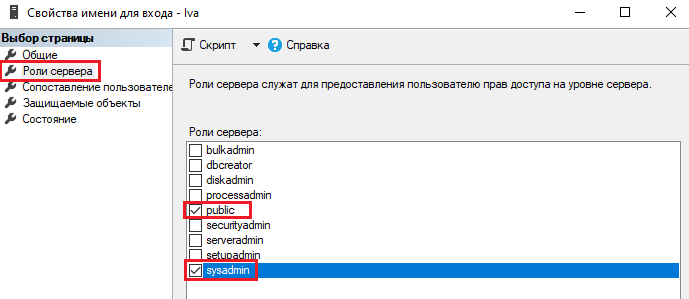 Свойства имени для входа - Iva
Выбор страницы
Общие
Роли сервера
Сопоставление пользователе
Защищаемые объекты
Состояние
Скрипт
Справка
Роли сервера служат для предоставления пользователю прав доступа на уровне сервера.
Роли сервера:
bulkadmin
dbcreator
diskadmin
processadmin
public
securityadmin
serveradmin
setupadmin
sysadmin